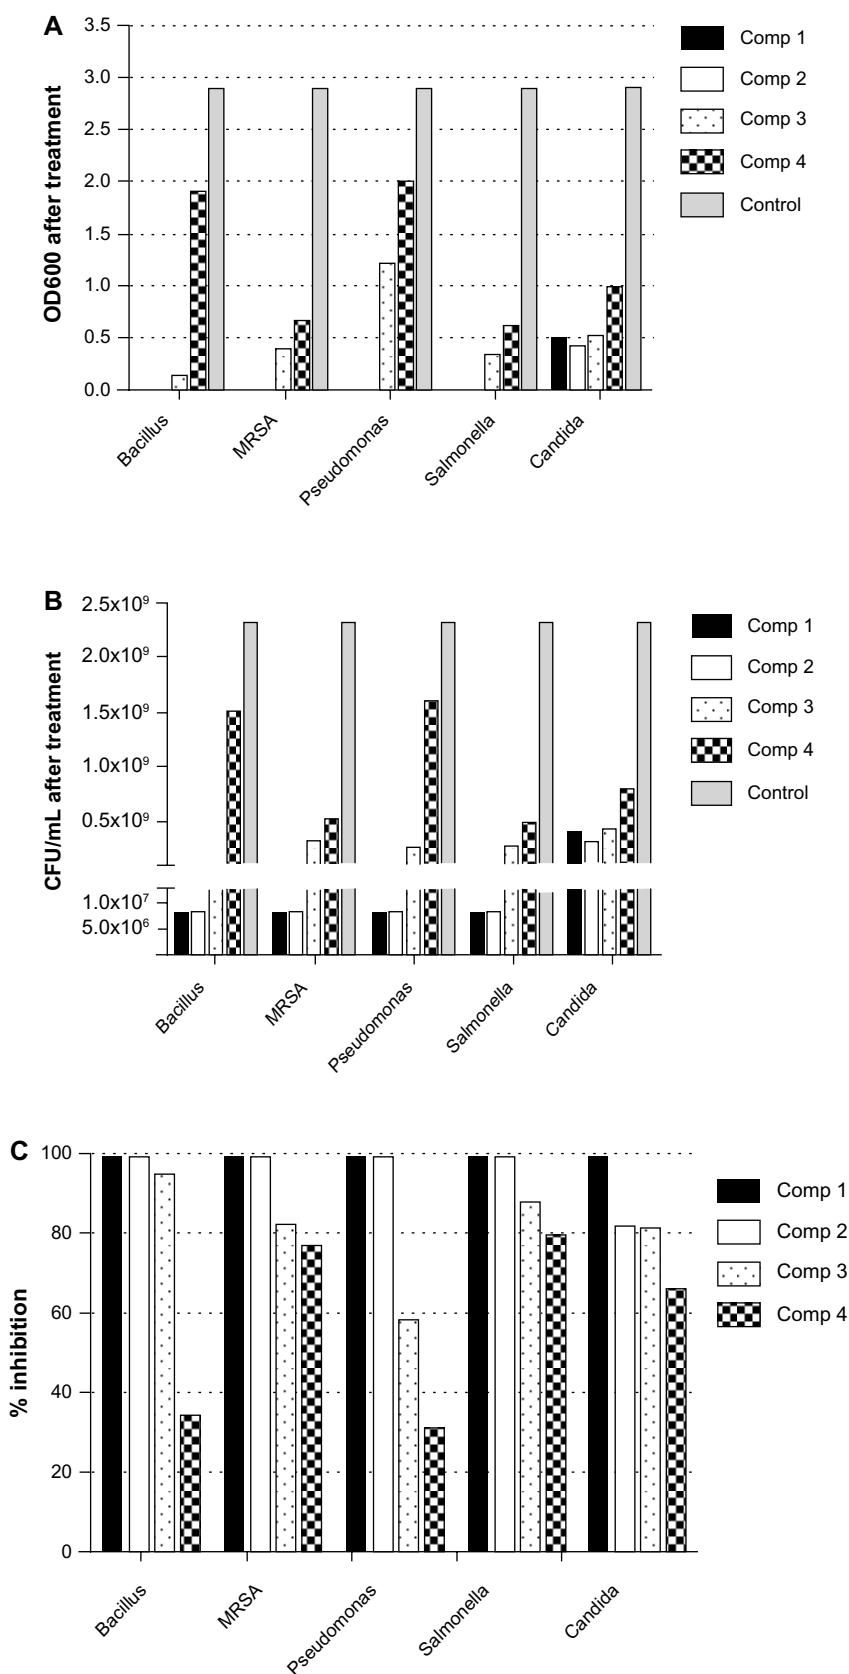 A
OD600 after treatment
3.5
3.0
2.5
2.0
1.5
1.0
0.5
0.0
Bacillus
MRSA
Pseudomonas
Salmonella
Candida
Comp 1
Comp 2
Comp 3
Comp 4
Control
B
CFU/mL after treatment
2.5x10⁹
2.0x10⁹
1.5x10⁹
1.0x10⁹
0.5x10⁹
1.0x10⁷
5.0x10⁶
Bacillus
MRSA
Pseudomonas
Salmonella
Candida
Comp 1
Comp 2
Comp 3
Comp 4
Control
C
% inhibition
100
80
60
40
20
0
Bacillus
MRSA
Pseudomonas
Salmonella
Candida
Comp 1
Comp 2
Comp 3
Comp 4